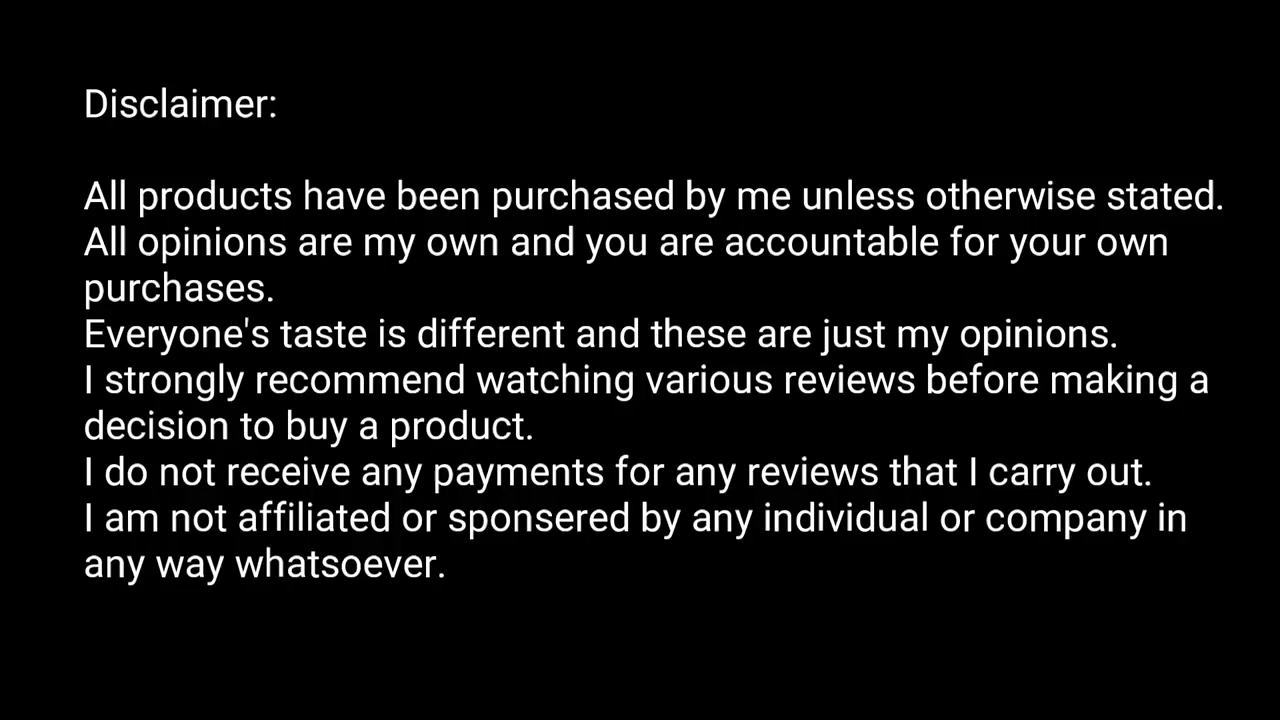 Disclaimer:
All products have been purchased by me unless otherwise stated.
All opinions are my own and you are accountable for your own
purchases.
Everyone's taste is different and these are just my opinions.
I strongly recommend watching various reviews before making a
decision to buy a product.
I do not receive any payments for any reviews that I carry out.
I am not affiliated or sponsered by any individual or company in
any way whatsoever.